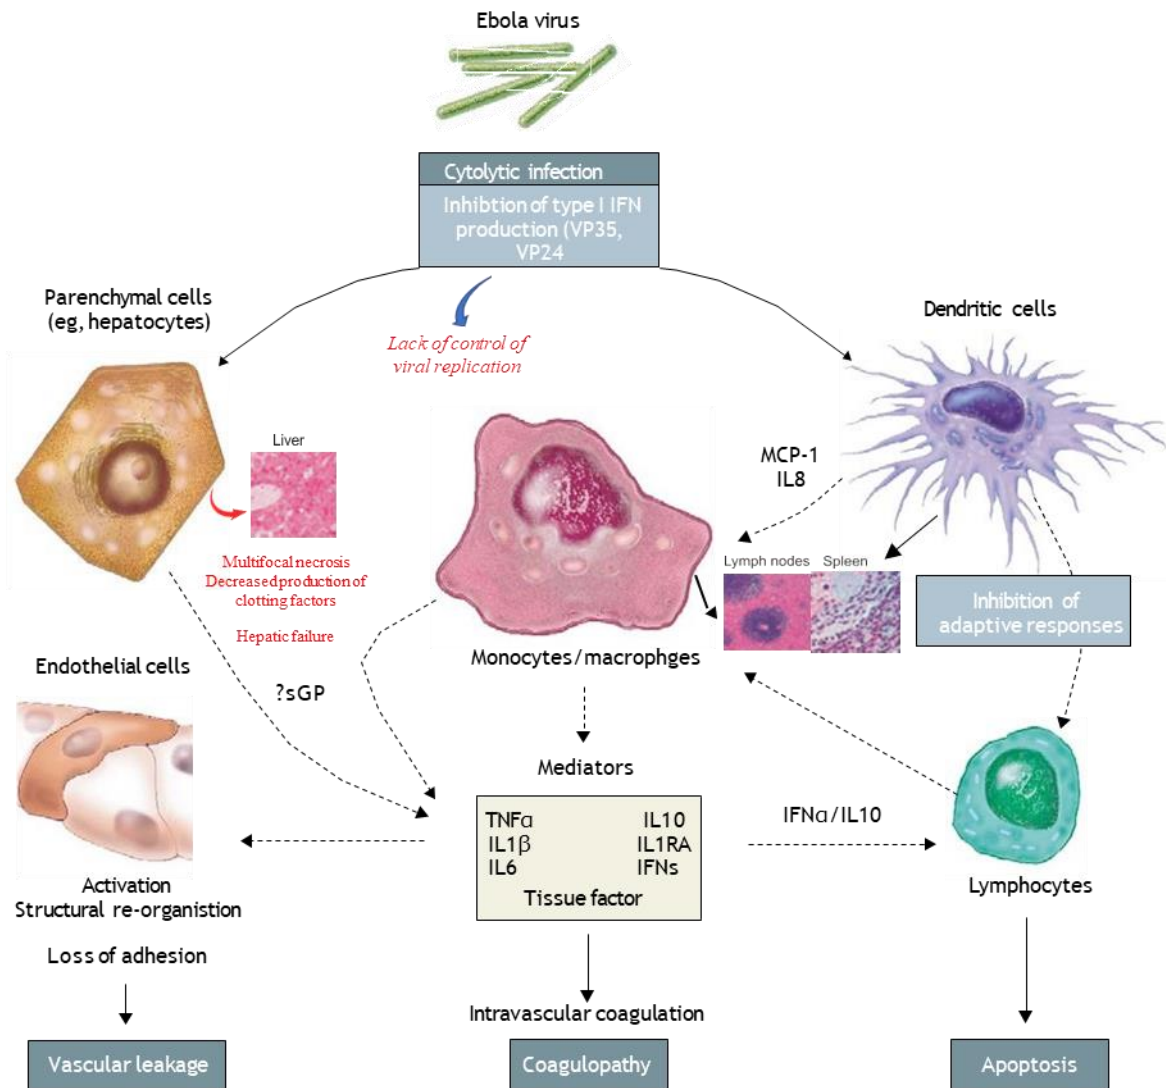 Ebola virus
Cytolytic infection
Inhibtion of type I IFN
production (VP35,
VP24
Parenchymal cells
(eg, hepatocytes)
Lack of control of
viral replication
Dendritic cells
Liver
MCP-1
IL8
Multifocal necrosis
Decreased production of
clotting factors
Hepatic failure
Lymph nodes
Spleen
Inhibition of
adaptive responses
Monocytes/macrophges
Endothelial cells
?sGP
Mediators
TNFα IL10
IL1β IL1RA
IL6 IFNs
Tissue factor
IFNα/IL10
Activation
Structural re-organistion
Loss of adhesion
Lymphocytes
Intravascular coagulation
Vascular leakage
Coagulopathy
Apoptosis